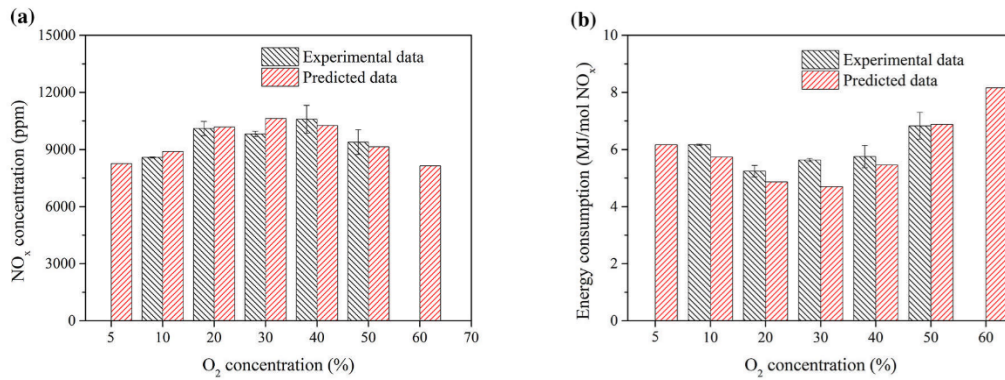 (a)
15000
12000
9000
6000
3000
0
NOₓ concentration (ppm)
Experimental data
Predicted data
5 10 20 30 40 50 60 70
O₂ concentration (%)
(b)
10
8
6
4
2
0
Energy consumption (MJ/mol NOₓ)
Experimental data
Predicted data
5 10 20 30 40 50 60
O₂ concentration (%)